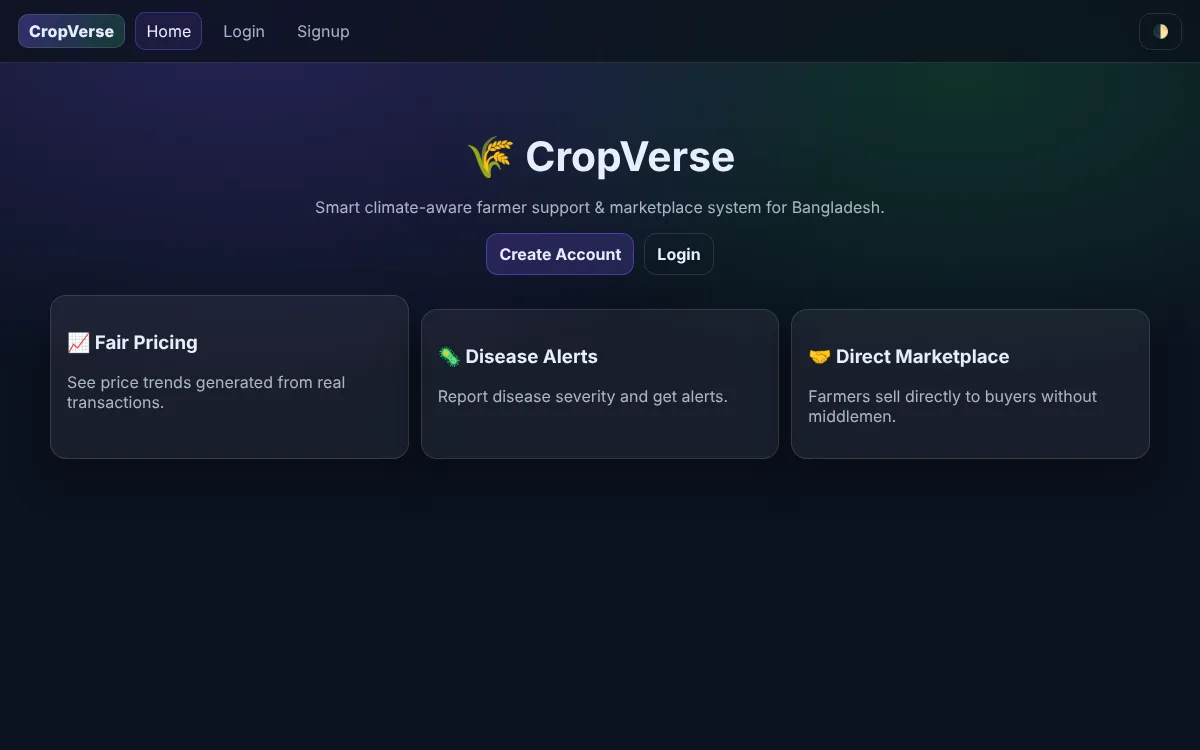 CropVerse Home Login Signup
🌾 CropVerse
Smart climate-aware farmer support & marketplace system for Bangladesh.
Create Account Login
📈 Fair Pricing
See price trends generated from real
transactions.
🦠 Disease Alerts
Report disease severity and get alerts.
🤝 Direct Marketplace
Farmers sell directly to buyers without
middlemen.